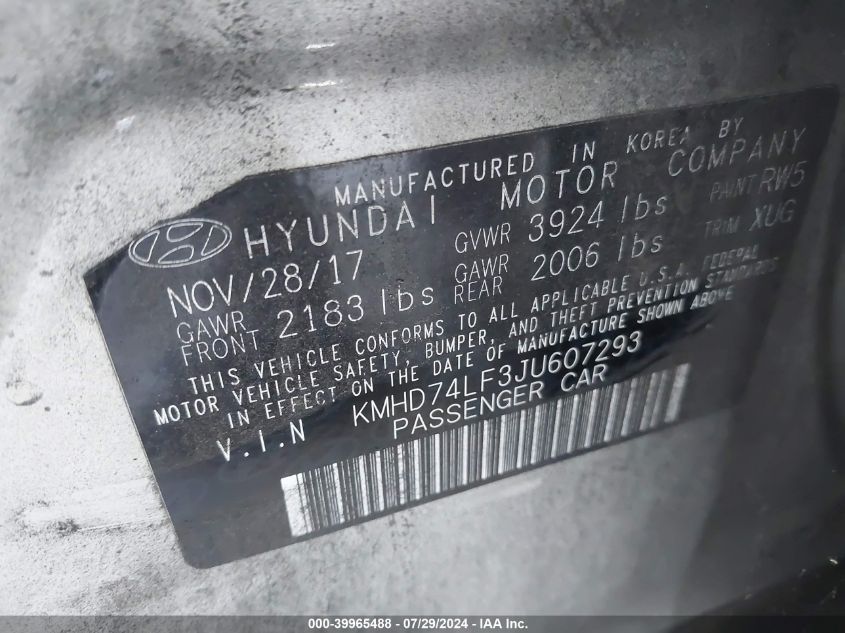 MANUFACTURED IN KOREA BY
HYUNDAI MOTOR COMPANY
NOV/28/17 GVWR 3924 lbs PAINT RW5
GAWR FRONT 2183 lbs GAWR REAR 2006 lbs TRIM XUG
THIS VEHICLE CONFORMS TO ALL APPLICABLE U.S.A. FEDERAL
MOTOR VEHICLE SAFETY, BUMPER, AND THEFT PREVENTION STANDARDS
IN EFFECT ON THE DATE OF MANUFACTURE SHOWN ABOVE
V.I.N KMHD74LF3JU607293
PASSENGER CAR
000-39965488 - 07/29/2024 - IAA Inc.